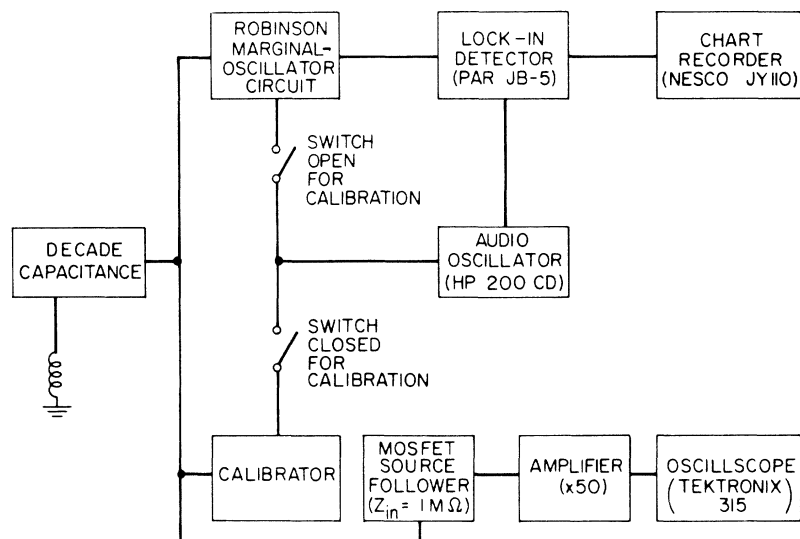 ROBINSON
MARGINAL-
OSCILLATOR
CIRCUIT
LOCK-IN
DETECTOR
(PAR JB-5)
CHART
RECORDER
(NESCO JY110)
SWITCH
OPEN
FOR
CALIBRATION
DECADE
CAPACITANCE
AUDIO
OSCILLATOR
(HP 200 CD)
SWITCH
CLOSED
FOR
CALIBRATION
CALIBRATOR
MOSFET
SOURCE
FOLLOWER
(Zin = 1 MΩ)
AMPLIFIER
(x50)
OSCILLSCOPE
(TEKTRONIX
315)